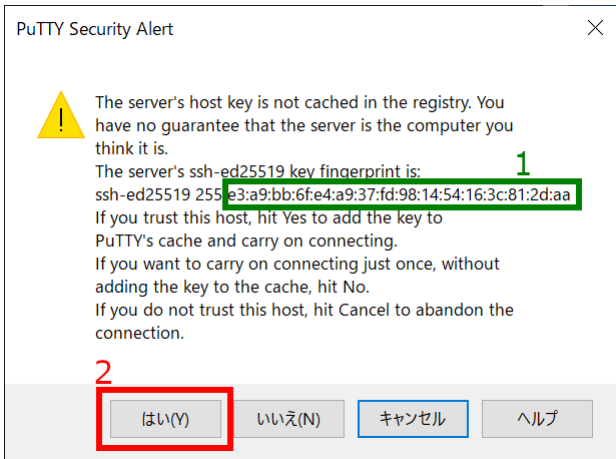 PuTTY Security Alert
The server's host key is not cached in the registry. You
have no guarantee that the server is the computer you
think it is.
The server's ssh-ed25519 key fingerprint is:
1
ssh-ed25519 255 e3:a9:bb:6f:e4:a9:37:fd:98:14:54:16:3c:81:2d:aa
If you trust this host, hit Yes to add the key to
PuTTY's cache and carry on connecting.
If you want to carry on connecting just once, without
adding the key to the cache, hit No.
If you do not trust this host, hit Cancel to abandon the
connection.
2
はい(Y) いいえ(N) キャンセル ヘルプ